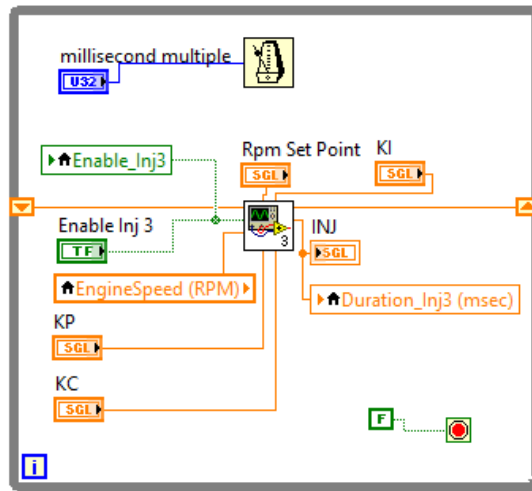 millisecond multiple
U32
Enable_Inj3
Rpm Set Point
SGL
KI
SGL
Enable Inj 3
TF
3
INJ
SGL
EngineSpeed (RPM)
Duration_Inj3 (msec)
KP
SGL
KC
SGL
F
i